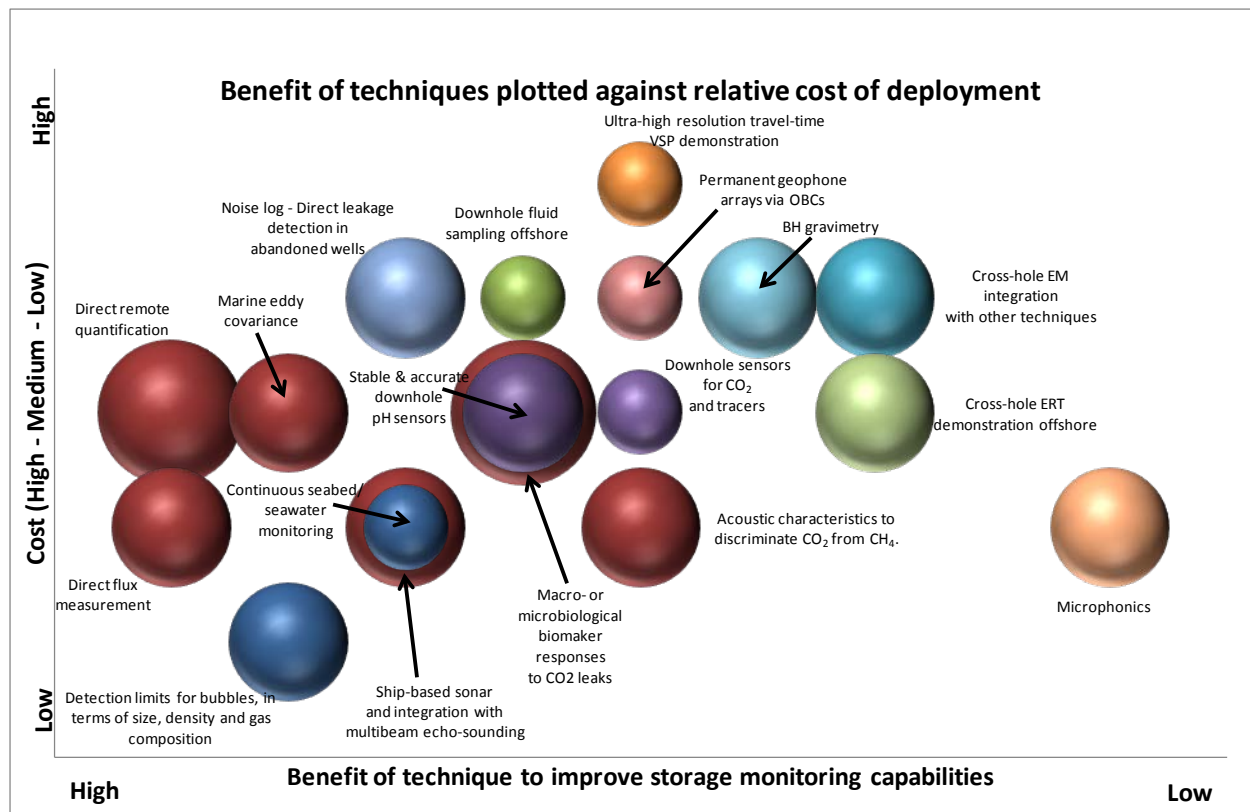 Benefit of techniques plotted against relative cost of deployment
High
Cost (High - Medium - Low)
Low
Ultra-high resolution travel-time
VSP demonstration
Permanent geophone
arrays via OBCs
Noise log - Direct leakage
detection in
abandoned wells
Downhole fluid
sampling offshore
BH gravimetry
Direct remote
quantification
Marine eddy
covariance
Cross-hole EM
integration
with other techniques
Stable & accurate
downhole
pH sensors
Downhole sensors
for CO₂
and tracers
Cross-hole ERT
demonstration offshore
Continuous seabed/
seawater
monitoring
Acoustic characteristics to
discriminate CO₂ from CH₄.
Direct flux
measurement
Macro- or
microbiological
biomaker
responses
to CO2 leaks
Microphonics
Detection limits for bubbles, in
terms of size, density and gas
composition
Ship-based sonar
and integration with
multibeam echo-sounding
High
Benefit of technique to improve storage monitoring capabilities
Low